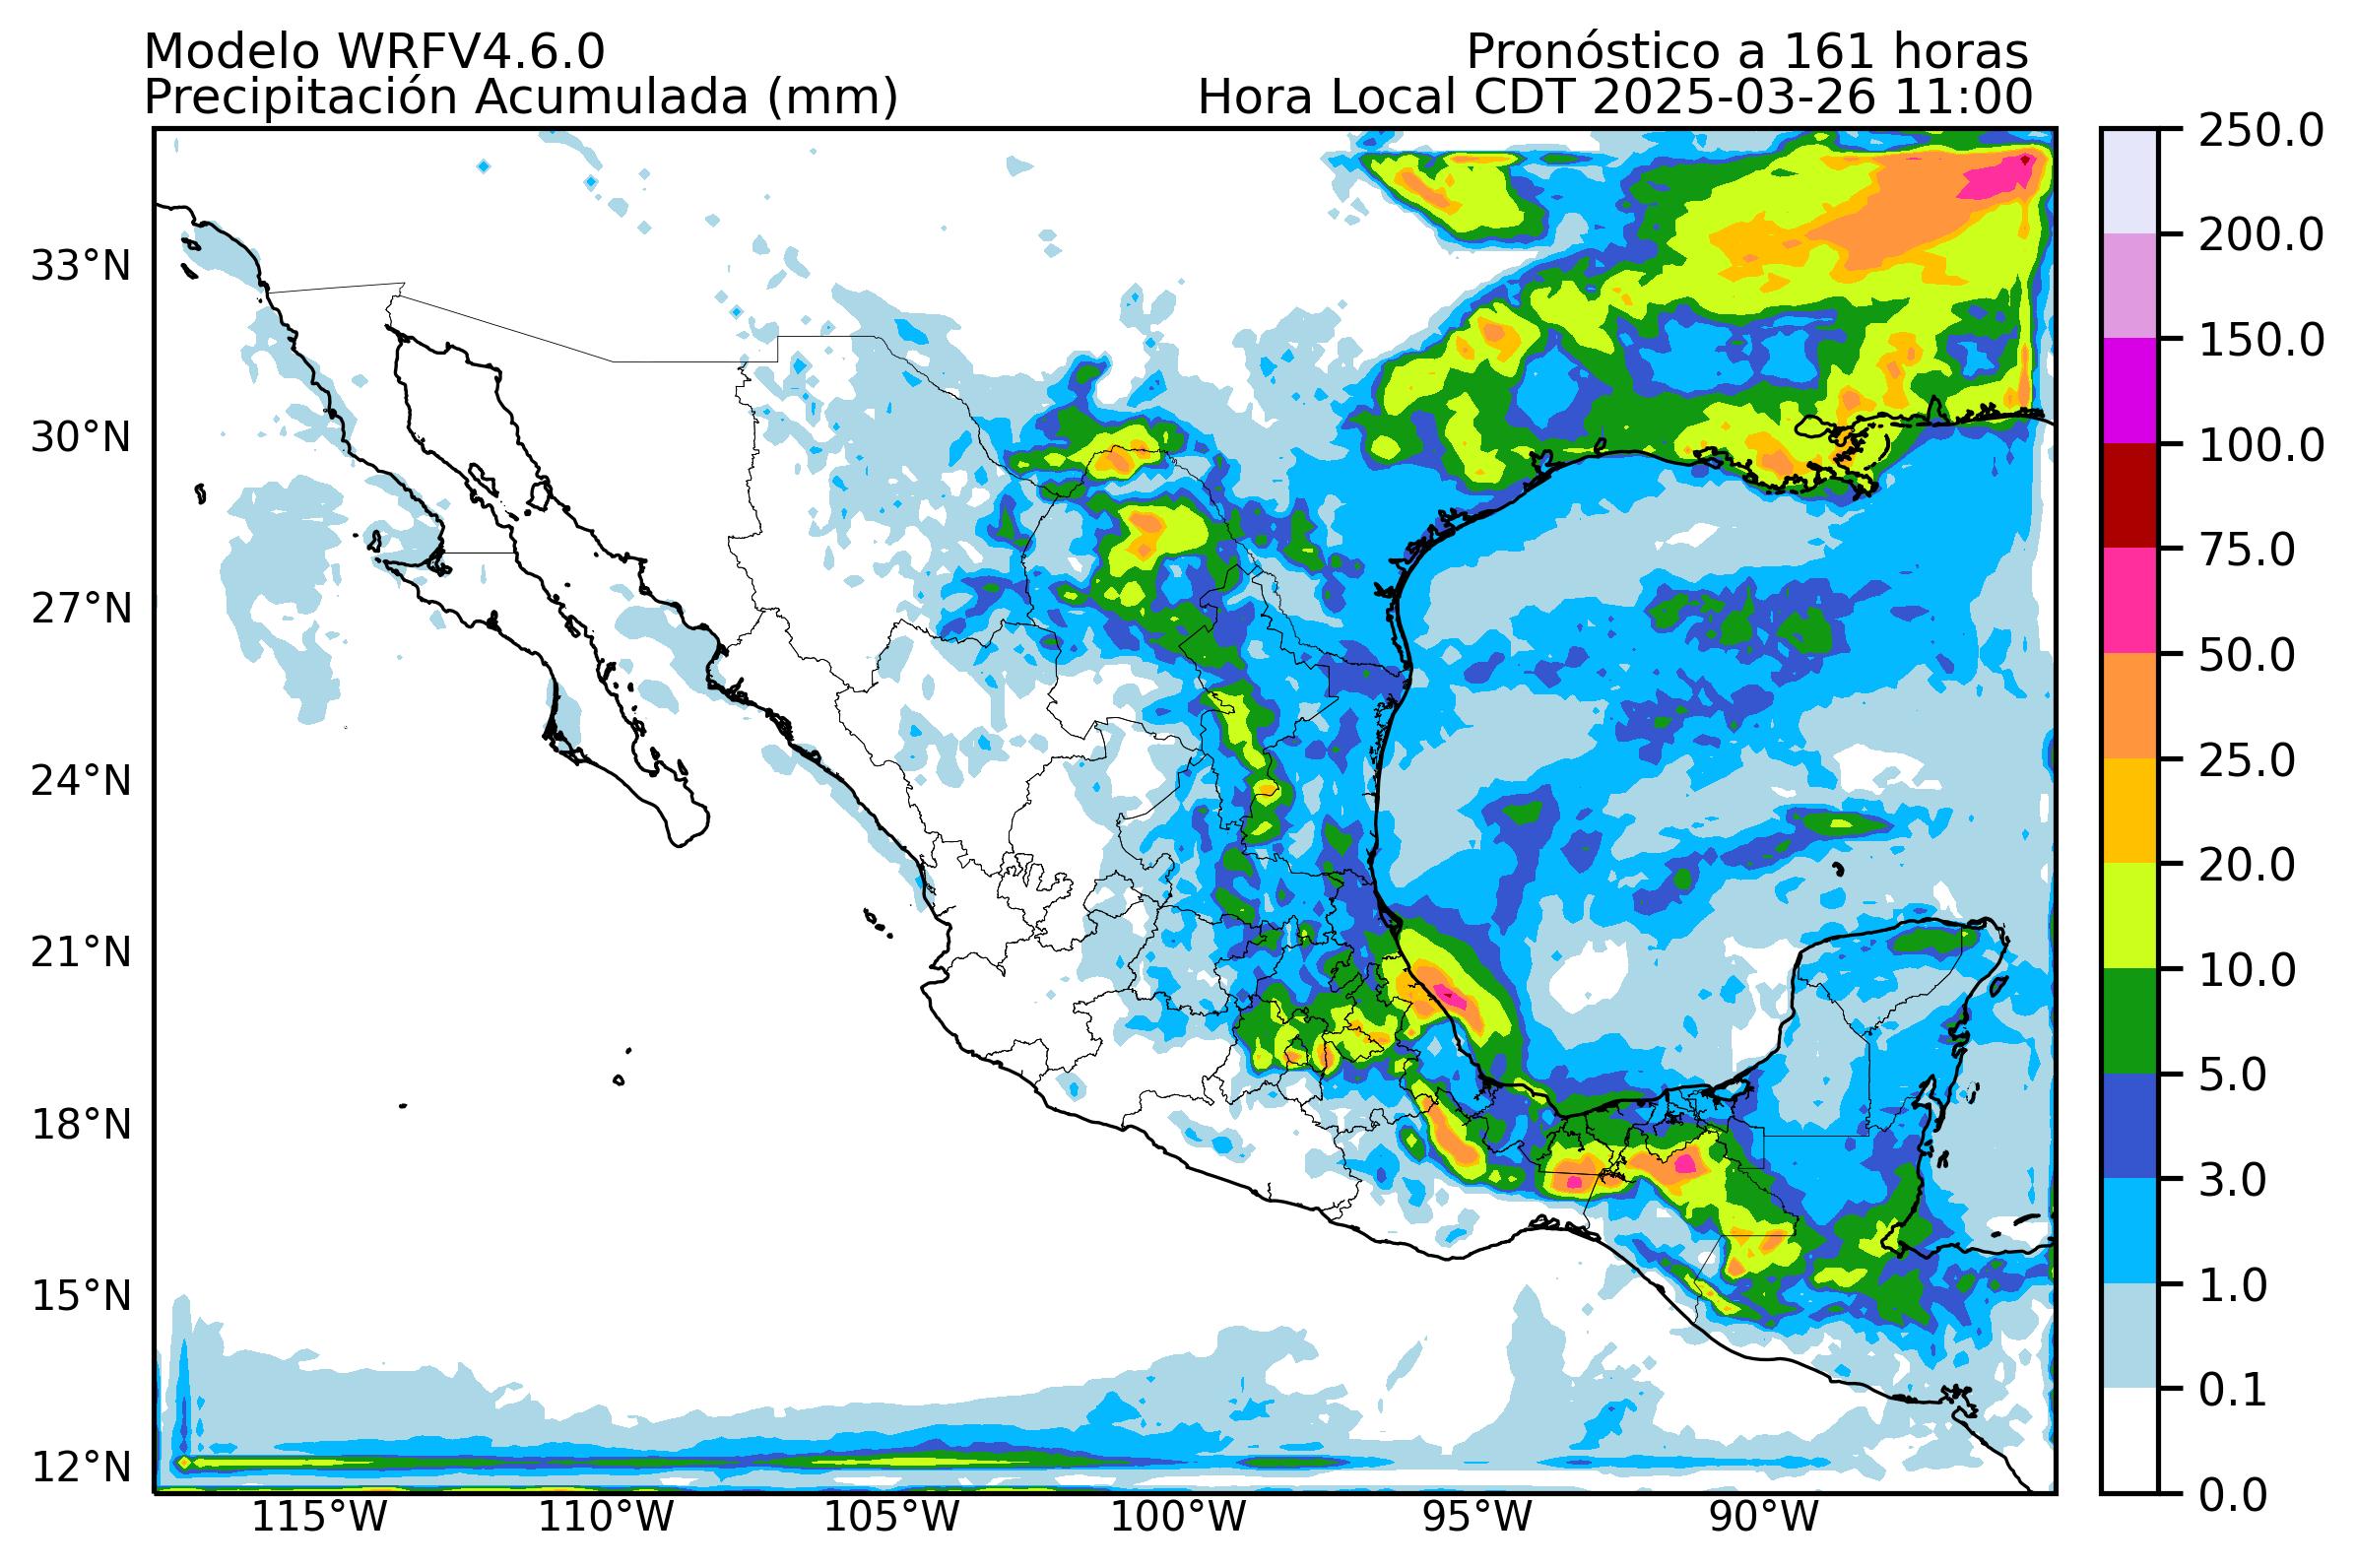 Modelo WRFV4.6.0
Pronóstico a 161 horas
Precipitación Acumulada (mm)
Hora Local CDT 2025-03-26 11:00
250.0
200.0
150.0
100.0
75.0
50.0
25.0
20.0
10.0
5.0
3.0
1.0
0.1
0.0
33°N
30°N
27°N
24°N
21°N
18°N
15°N
12°N
115°W
110°W
105°W
100°W
95°W
90°W